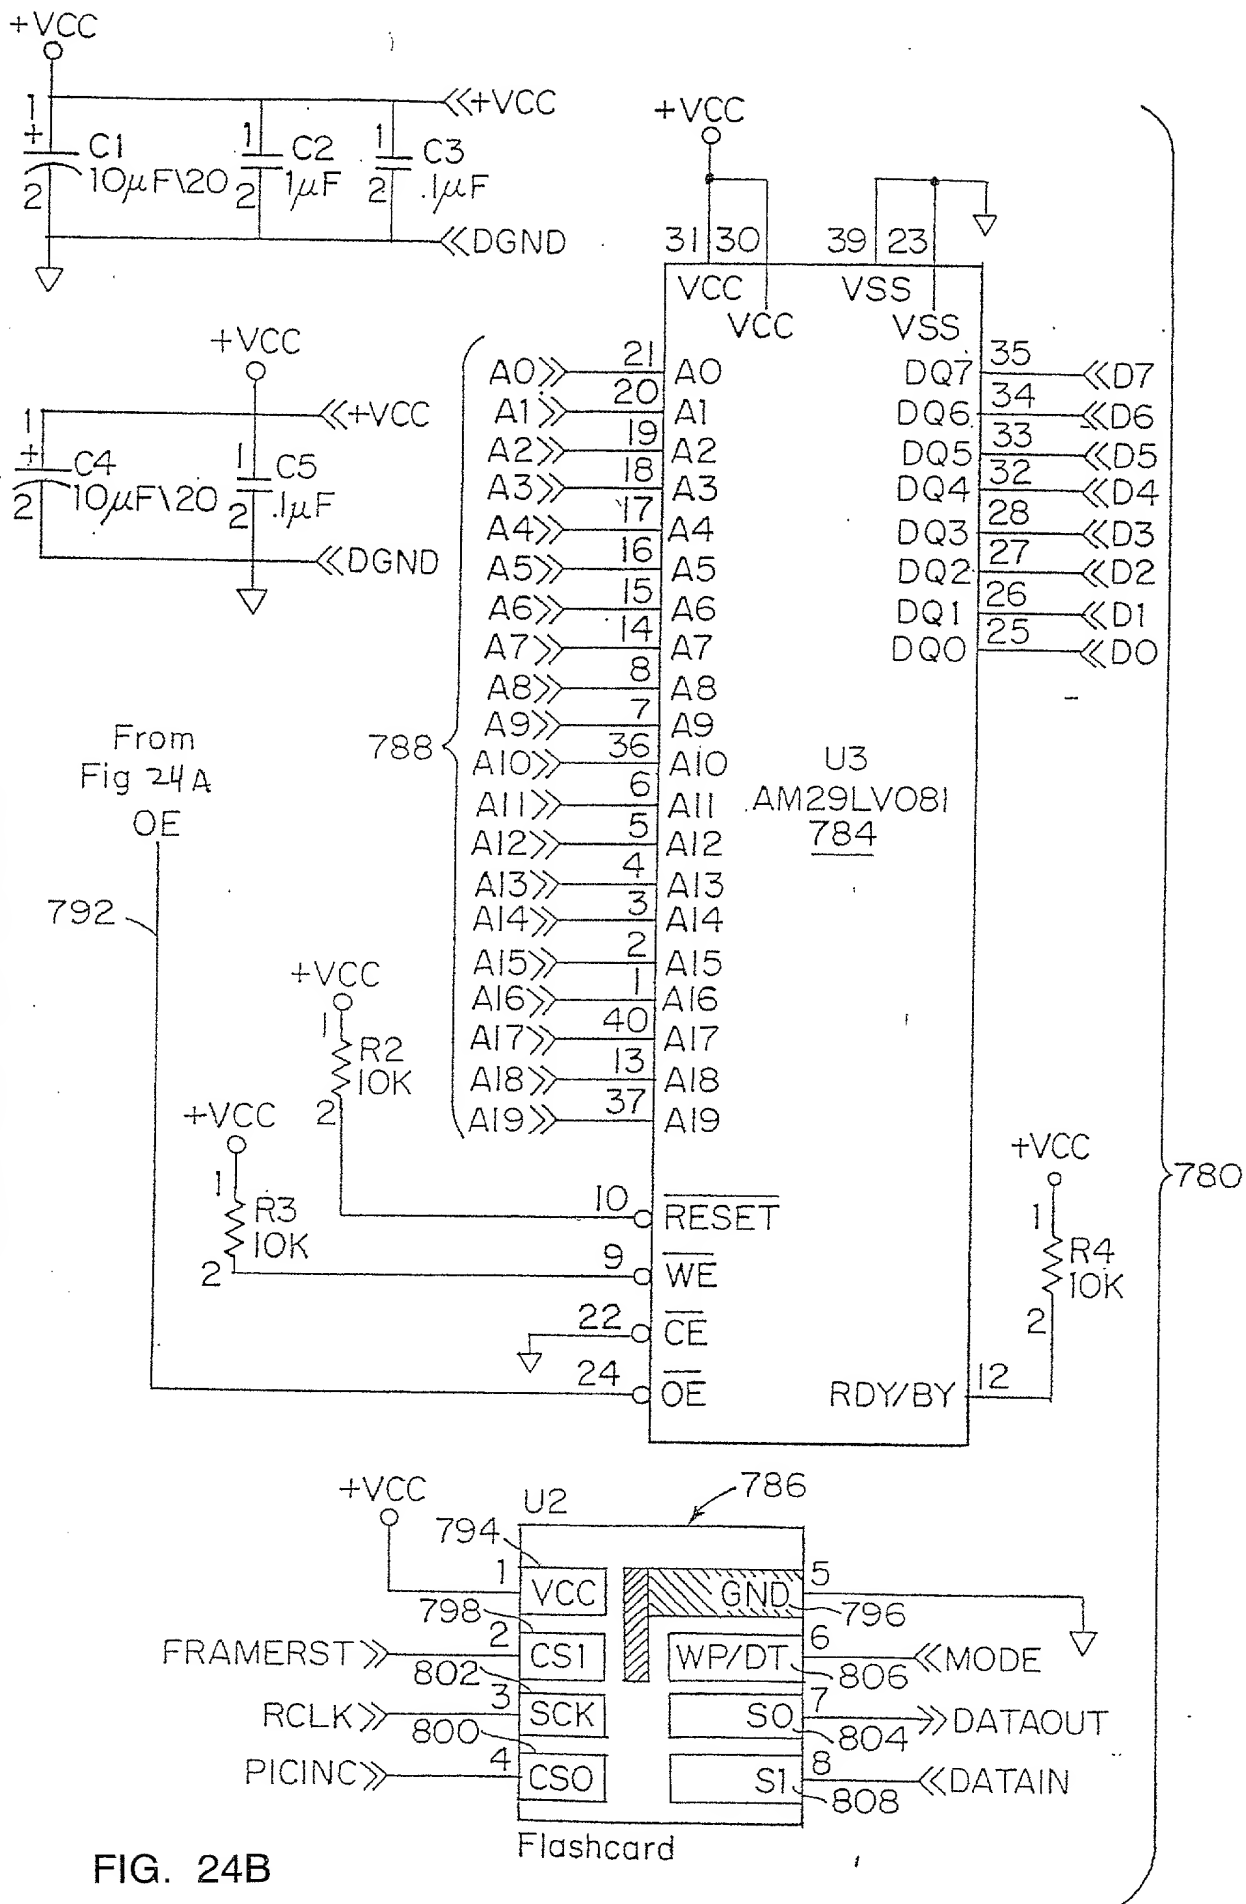 +VCC
1
+
C1
10µF\20
2
1
C2
1µF
2
1
C3
.1µF
2
+VCC
DGND
+VCC
31 30
39 23
VCC
VCC
VSS
VSS
+VCC
1
+
C4
10µF\20
2
1
C5
.1µF
2
+VCC
DGND
A0 21 A0
A1 20 A1
A2 19 A2
A3 18 A3
A4 17 A4
A5 16 A5
A6 15 A6
A7 14 A7
A8 8 A8
A9 7 A9
A10 36 A10
A11 6 A11
A12 5 A12
A13 4 A13
A14 3 A14
A15 2 A15
A16 1 A16
A17 40 A17
A18 13 A18
A19 37 A19
788
DQ7 35 D7
DQ6 34 D6
DQ5 33 D5
DQ4 32 D4
DQ3 28 D3
DQ2 27 D2
DQ1 26 D1
DQ0 25 D0
U3
AM29LV081
784
From
Fig 24A
OE
792
+VCC
1
R2
10K
2
+VCC
1
R3
10K
2
10 RESET
9 WE
22 CE
24 OE
+VCC
1
R4
10K
2
RDY/BY 12
780
+VCC
U2
786
794
1 VCC
GND 5
796
798
FRAMERST 2 CS1
WP/DT 6 MODE
806
802
RCLK 3 SCK
SO 7 DATAOUT
804
800
PICINC 4 CSO
S1 8 DATAIN
808
Flashcard
FIG. 24B